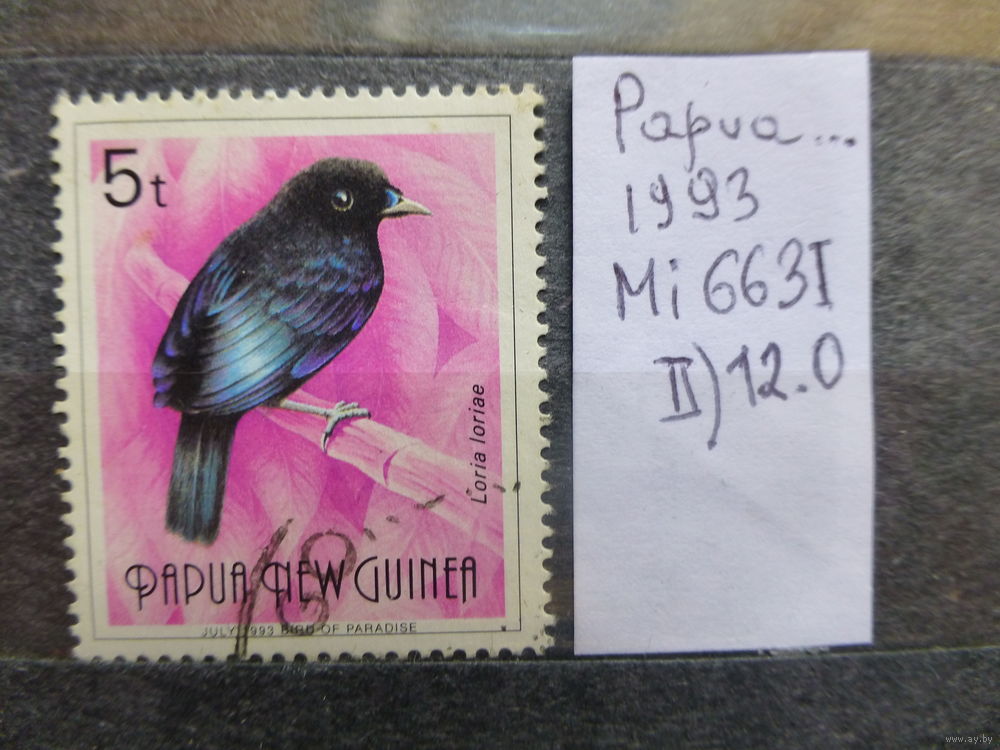 5t
Loria loriae
PAPUA NEW GUINEA
JULY 1993 BIRD OF PARADISE
Papua...
1993
Mi 663I
II) 12.0
www.ay.by